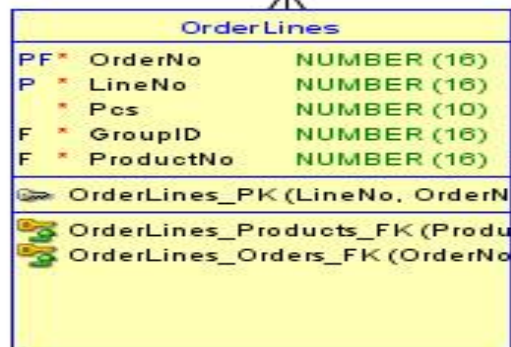 OrderLines
PF* OrderNo NUMBER (16)
P * LineNo NUMBER (16)
* Pcs NUMBER (10)
F * GroupID NUMBER (16)
F * ProductNo NUMBER (16)
OrderLines_PK (LineNo, OrderN
OrderLines_Products_FK (Produ
OrderLines_Orders_FK (OrderNo